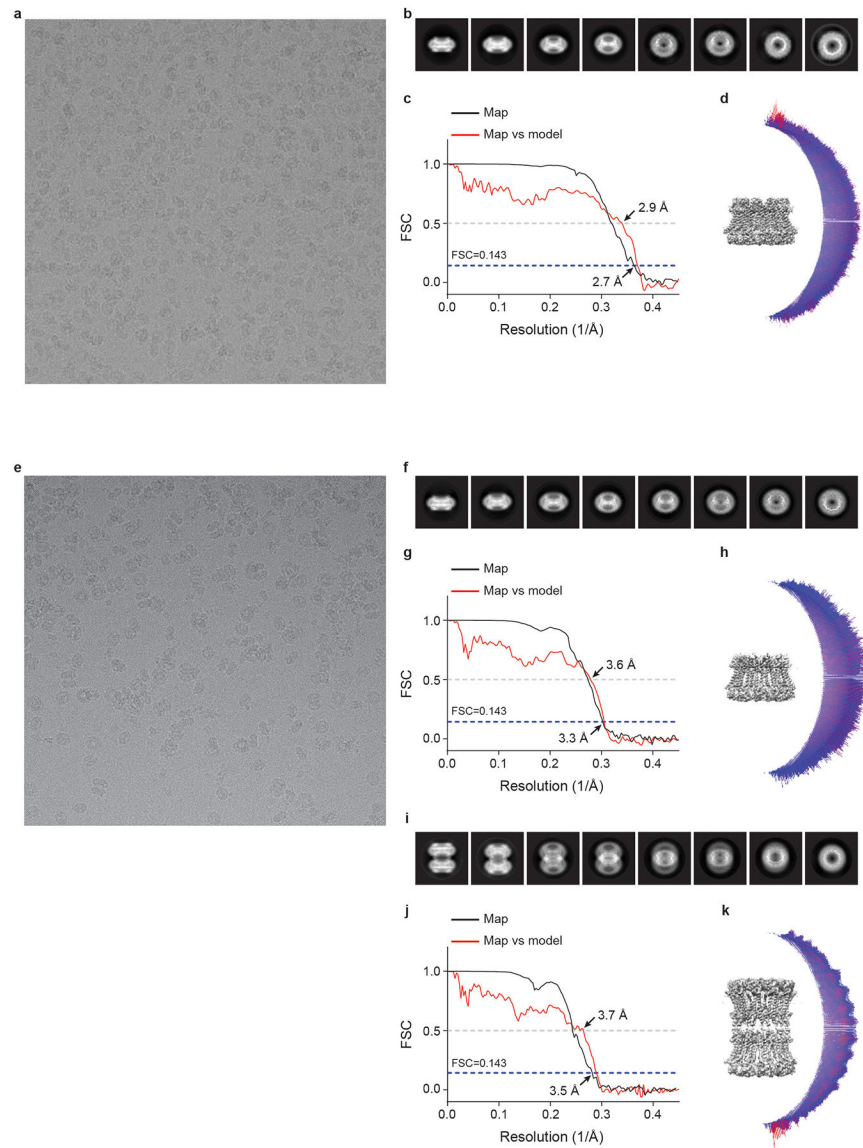 a
b
c
Map
Map vs model
1.0
2.9 Å
FSC
0.5
FSC=0.143
0.0
2.7 Å
0.0 0.1 0.2 0.3 0.4
Resolution (1/Å)
d
e
f
g
Map
Map vs model
1.0
3.6 Å
FSC
0.5
FSC=0.143
0.0
3.3 Å
0.0 0.1 0.2 0.3 0.4
Resolution (1/Å)
h
i
j
Map
Map vs model
1.0
3.7 Å
FSC
0.5
FSC=0.143
0.0
3.5 Å
0.0 0.1 0.2 0.3 0.4
Resolution (1/Å)
k